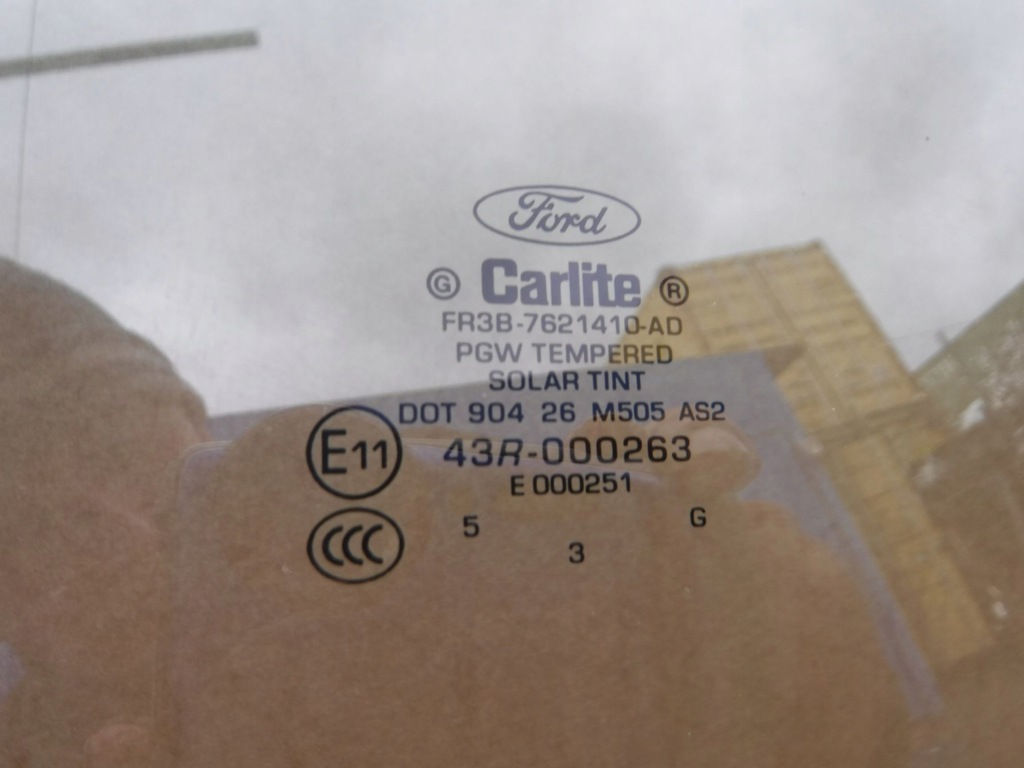 Ford
G Carlite R
FR3B-7621410-AD
PGW TEMPERED
SOLAR TINT
DOT 904 26 M505 AS2
E11 43R-000263
E 000251
CCC 5 G
3